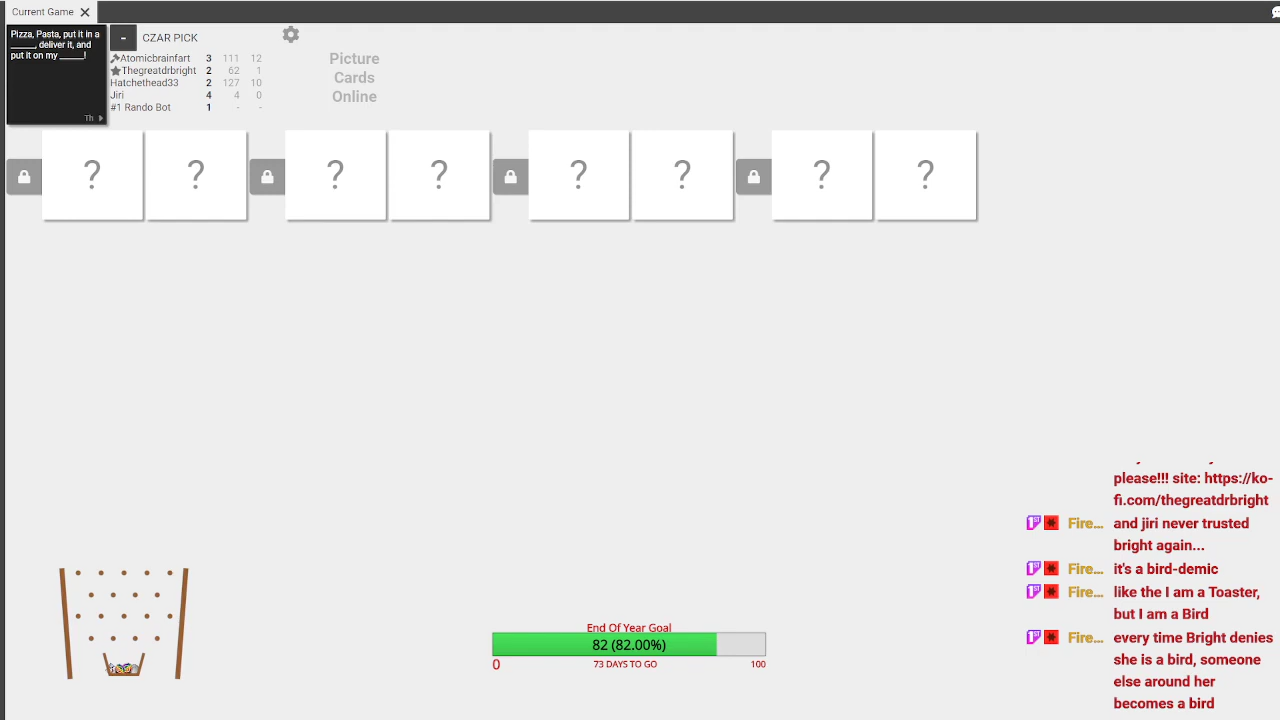 Current Game
Pizza, Pasta, put it in a
_____, deliver it, and
put it on my _____!
Th
-
CZAR PICK
Atomicbrainfart 3 111 12
Thegreatdrbright 2 62 1
Hatchethead33 2 127 10
Jiri 4 4 0
#1 Rando Bot 1 - -
Picture
Cards
Online
? ? ? ? ? ? ? ?
please!!! site: https://ko-
fi.com/thegreatdrbright
Fire... and jiri never trusted
bright again...
Fire... it's a bird-demic
Fire... like the I am a Toaster,
but I am a Bird
Fire... every time Bright denies
she is a bird, someone
else around her
becomes a bird
End Of Year Goal
82 (82.00%)
0 73 DAYS TO GO 100